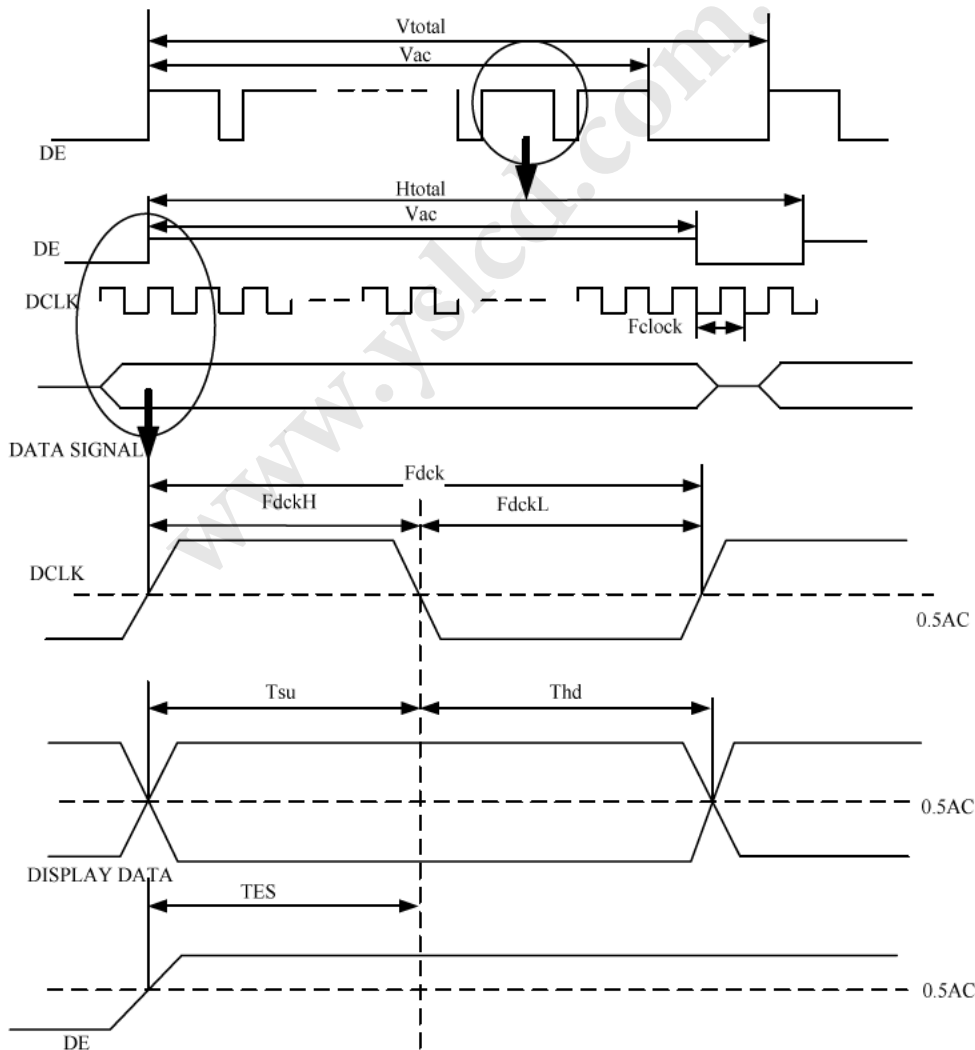 Vtotal
Vac
DE
Htotal
Vac
DE
DCLK
Fclock
DATA SIGNAL
Fdck
FdckH
FdckL
DCLK
0.5AC
Tsu
Thd
0.5AC
DISPLAY DATA
TES
0.5AC
DE
www.yslcd.com.